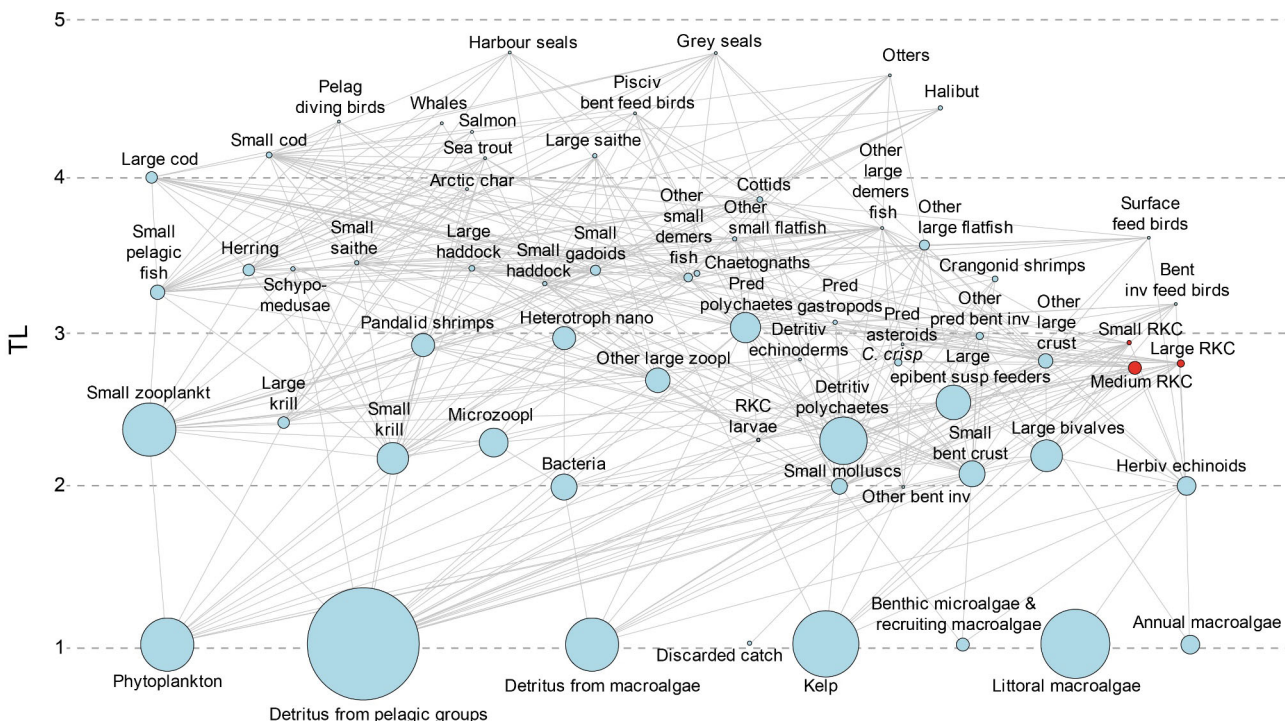 5
Harbour seals
Grey seals
Otters
Pelag
diving birds
Whales
Pisciv
bent feed birds
Halibut
Salmon
Small cod
Sea trout
Large saithe
Large cod
Other
large
demers
fish
4
Arctic char
Cottids
Other
small
demers
fish
Other
small flatfish
Other
large flatfish
Surface
feed birds
Small
pelagic
fish
Herring
Small
saithe
Large
haddock
Small
haddock
Small
gadoids
Chaetognaths
Crangonid shrimps
Schypo-
medusae
Pred
polychaetes
Pred
gastropods
Bent
inv feed birds
Other
pred bent inv
Other
large
crust
3
TL
Pandalid shrimps
Heterotroph nano
Detritiv
echinoderms
Pred
asteroids
C. crisp
Small RKC
Large RKC
Medium RKC
Other large zoopl
Large
epibent susp feeders
Small zooplankt
Large
krill
Small
krill
Microzoopl
RKC
larvae
Detritiv
polychaetes
Small
bent crust
Large bivalves
Bacteria
Small molluscs
Other bent inv
Herbiv echinoids
2
1
Phytoplankton
Detritus from pelagic groups
Detritus from macroalgae
Discarded catch
Kelp
Benthic microalgae &
recruiting macroalgae
Littoral macroalgae
Annual macroalgae